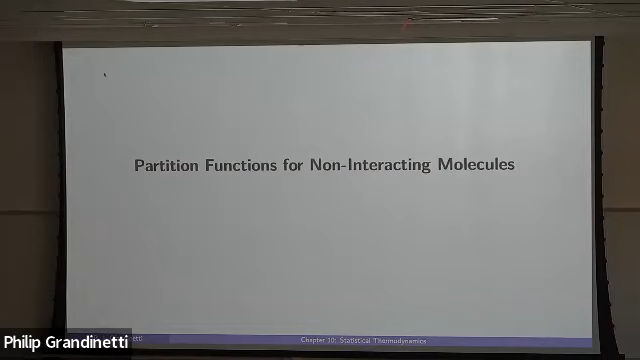 Partition Functions for Non-Interacting Molecules
Chapter 10: Statistical Thermodynamics
Philip Grandinetti